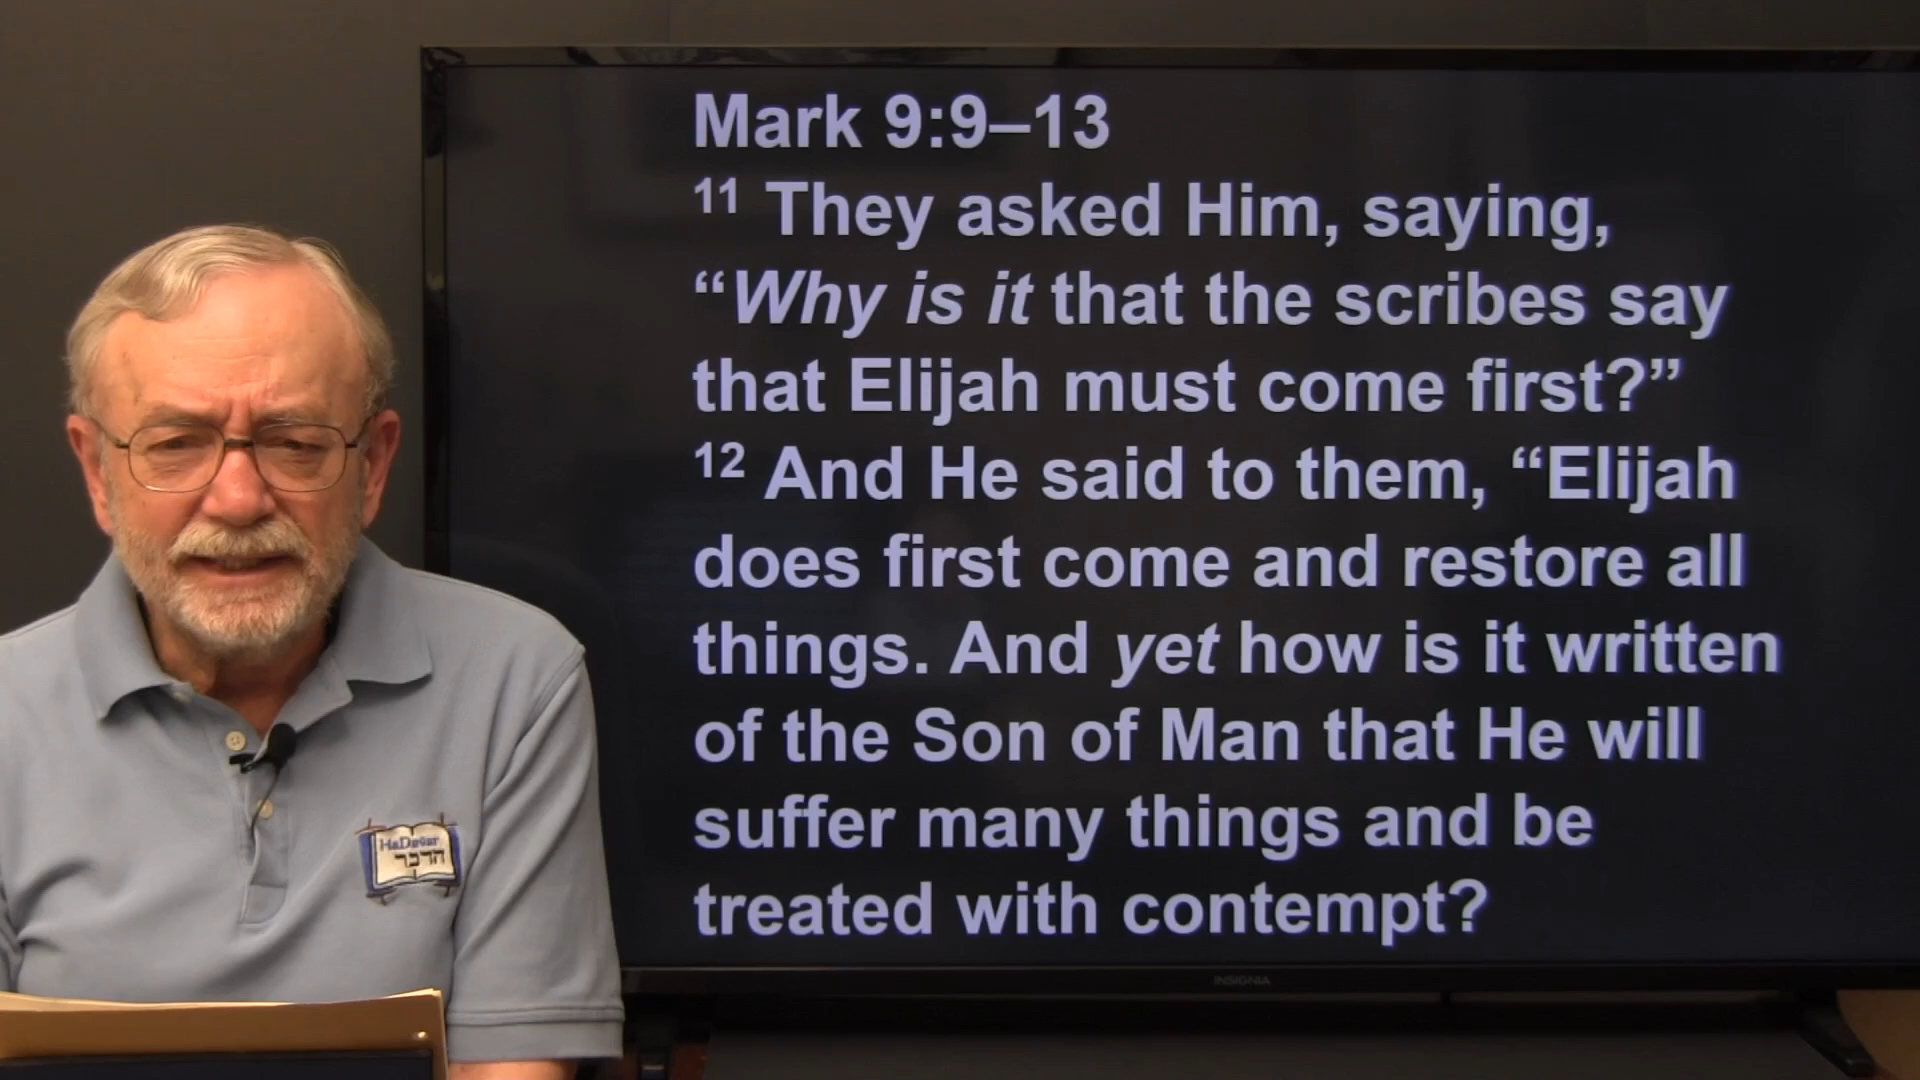 Mark 9:9–13
11 They asked Him, saying,
“Why is it that the scribes say
that Elijah must come first?”
12 And He said to them, “Elijah
does first come and restore all
things. And yet how is it written
of the Son of Man that He will
suffer many things and be
treated with contempt?
INSIGNIA
HaDavar
הדבר